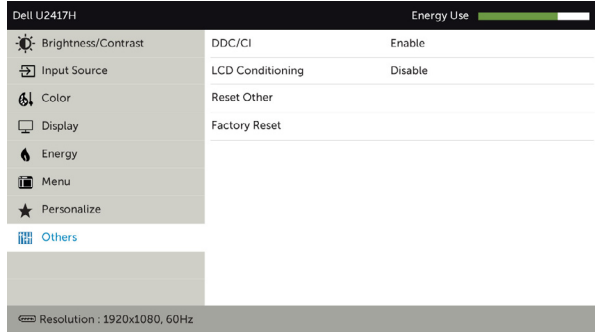 Dell U2417H
Energy Use
Brightness/Contrast
DDC/CI Enable
Input Source
LCD Conditioning Disable
Color
Reset Other
Display
Factory Reset
Energy
Menu
Personalize
Others
Resolution : 1920x1080, 60Hz